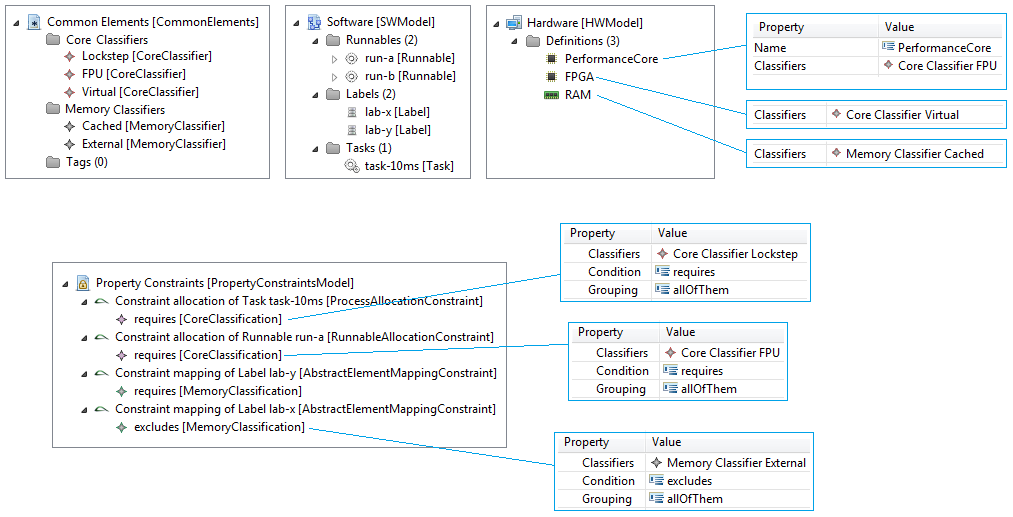 Common Elements [CommonElements]
Core Classifiers
Lockstep [CoreClassifier]
FPU [CoreClassifier]
Virtual [CoreClassifier]
Memory Classifiers
Cached [MemoryClassifier]
External [MemoryClassifier]
Tags (0)
Software [SWModel]
Runnables (2)
run-a [Runnable]
run-b [Runnable]
Labels (2)
lab-x [Label]
lab-y [Label]
Tasks (1)
task-10ms [Task]
Hardware [HWModel]
Definitions (3)
PerformanceCore
FPGA
RAM
Property Value
Name PerformanceCore
Classifiers Core Classifier FPU
Classifiers Core Classifier Virtual
Classifiers Memory Classifier Cached
Property Constraints [PropertyConstraintsModel]
Constraint allocation of Task task-10ms [ProcessAllocationConstraint]
requires [CoreClassification]
Constraint allocation of Runnable run-a [RunnableAllocationConstraint]
requires [CoreClassification]
Constraint mapping of Label lab-y [AbstractElementMappingConstraint]
requires [MemoryClassification]
Constraint mapping of Label lab-x [AbstractElementMappingConstraint]
excludes [MemoryClassification]
Property Value
Classifiers Core Classifier Lockstep
Condition requires
Grouping allOfThem
Property Value
Classifiers Core Classifier FPU
Condition requires
Grouping allOfThem
Property Value
Classifiers Memory Classifier External
Condition excludes
Grouping allOfThem